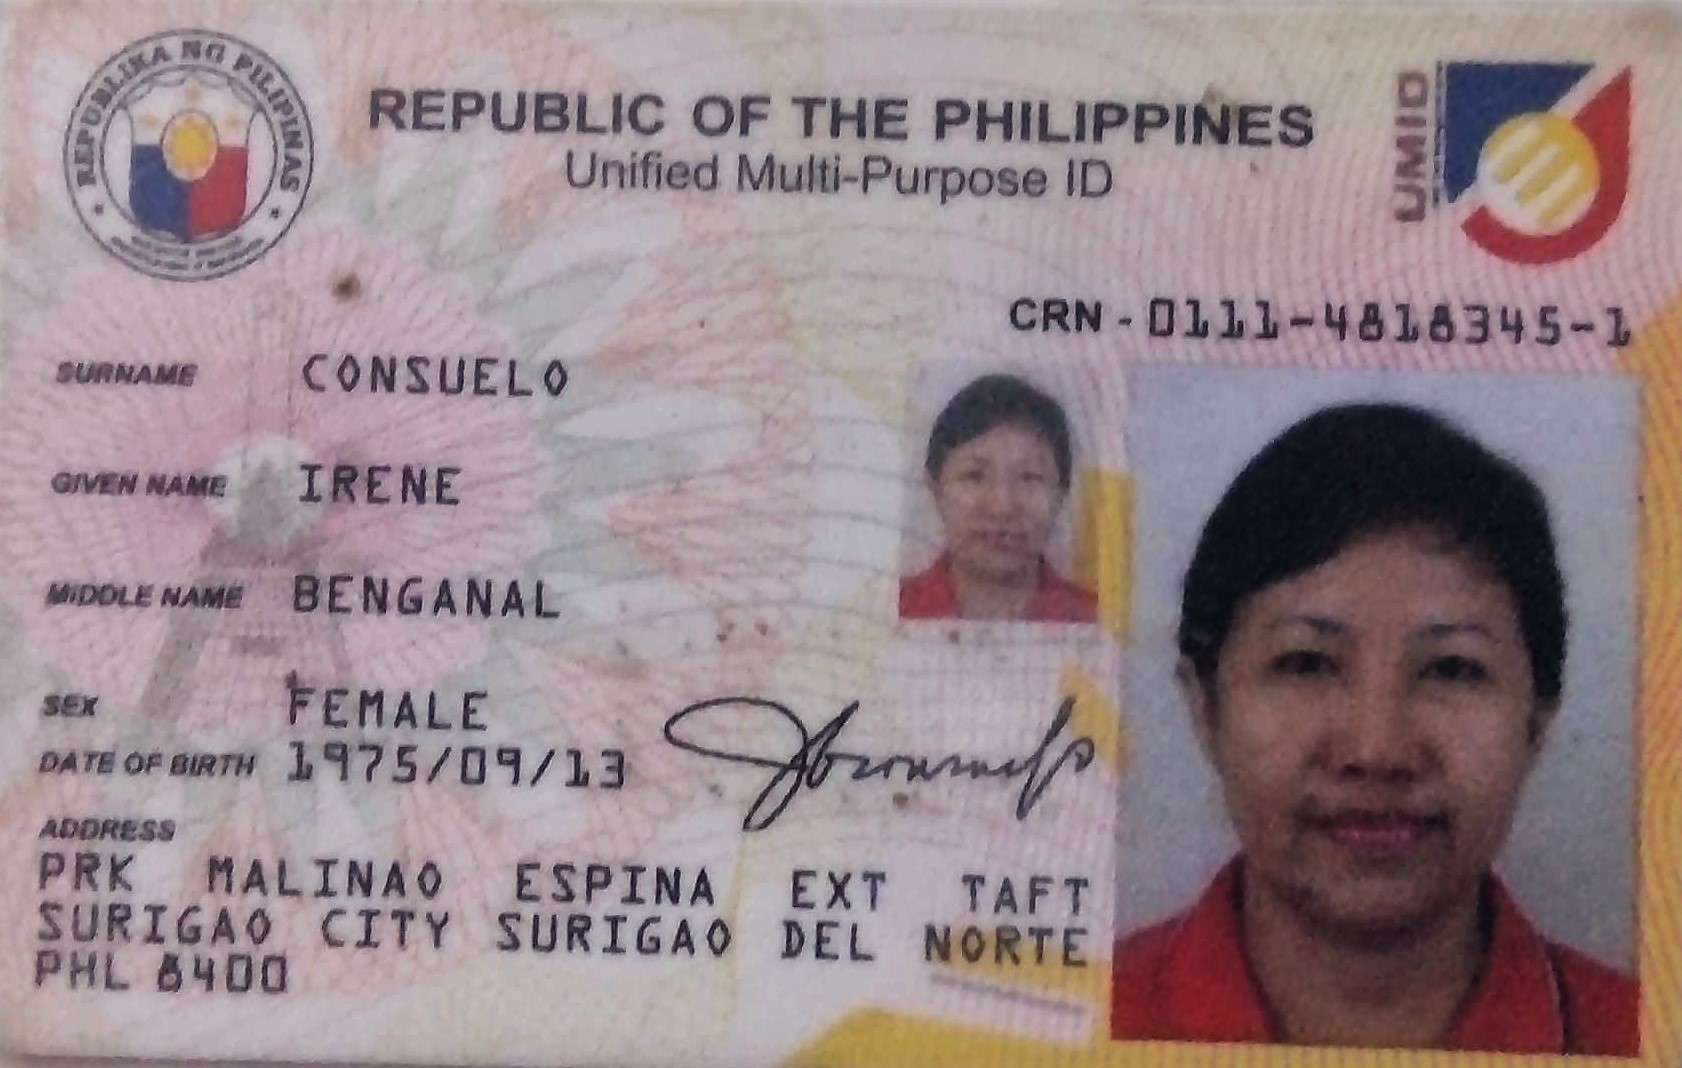 REPUBLIKA NG PILIPINAS
REPUBLIC OF THE PHILIPPINES
Unified Multi-Purpose ID
UMID
CRN - 0111-4818345-1
SURNAME CONSUELO
GIVEN NAME IRENE
MIDDLE NAME BENGANAL
SEX FEMALE
DATE OF BIRTH 1975/09/13
ADDRESS
PRK MALINAO ESPINA EXT TAFT
SURIGAO CITY SURIGAO DEL NORTE
PHL 8400